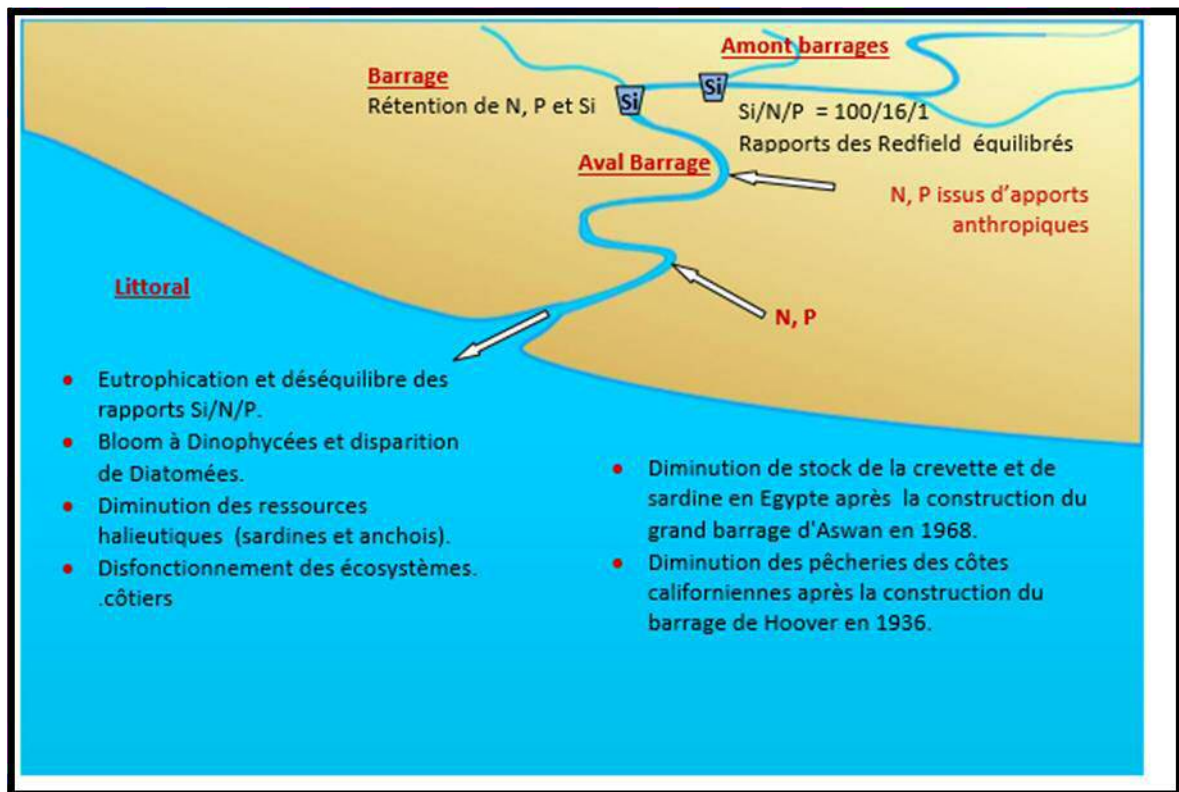 Amont barrages
Barrage
Rétention de N, P et Si
Si
Si
Si/N/P = 100/16/1
Rapports des Redfield équilibrés
Aval Barrage
N, P issus d'apports
anthropiques
Littoral
N, P
• Eutrophication et déséquilibre des
rapports Si/N/P.
• Bloom à Dinophycées et disparition
de Diatomées.
• Diminution des ressources
halieutiques (sardines et anchois).
• Disfonctionnement des écosystèmes.
.côtiers
• Diminution de stock de la crevette et de
sardine en Egypte après la construction du
grand barrage d'Aswan en 1968.
• Diminution des pêcheries des côtes
californiennes après la construction du
barrage de Hoover en 1936.